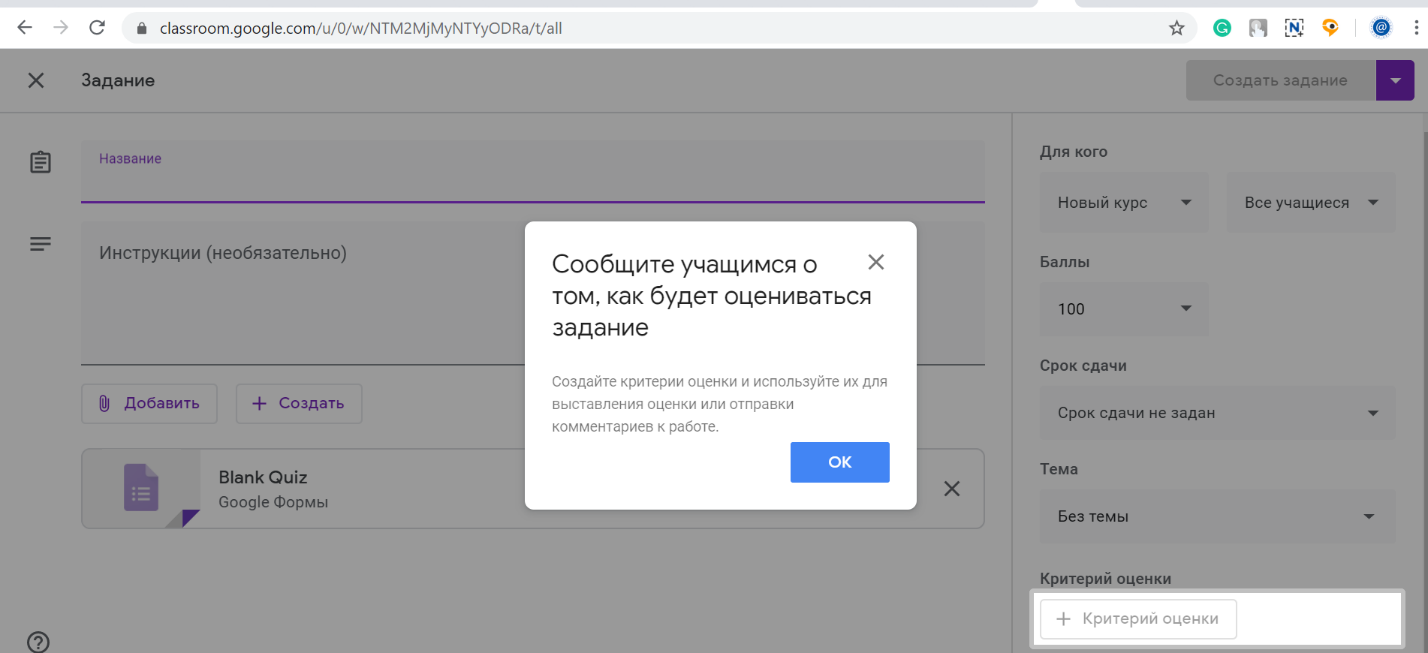 classroom.google.com/u/0/w/NTM2MjMyNTYyODRa/t/all
Задание
Создать задание
Название
Инструкции (необязательно)
Добавить
Создать
Blank Quiz
Google Формы
Сообщите учащимся о
том, как будет оцениваться
задание
Создайте критерии оценки и используйте их для
выставления оценки или отправки
комментариев к работе.
ОК
Для кого
Новый курс
Все учащиеся
Баллы
100
Срок сдачи
Срок сдачи не задан
Тема
Без темы
Критерий оценки
Критерий оценки